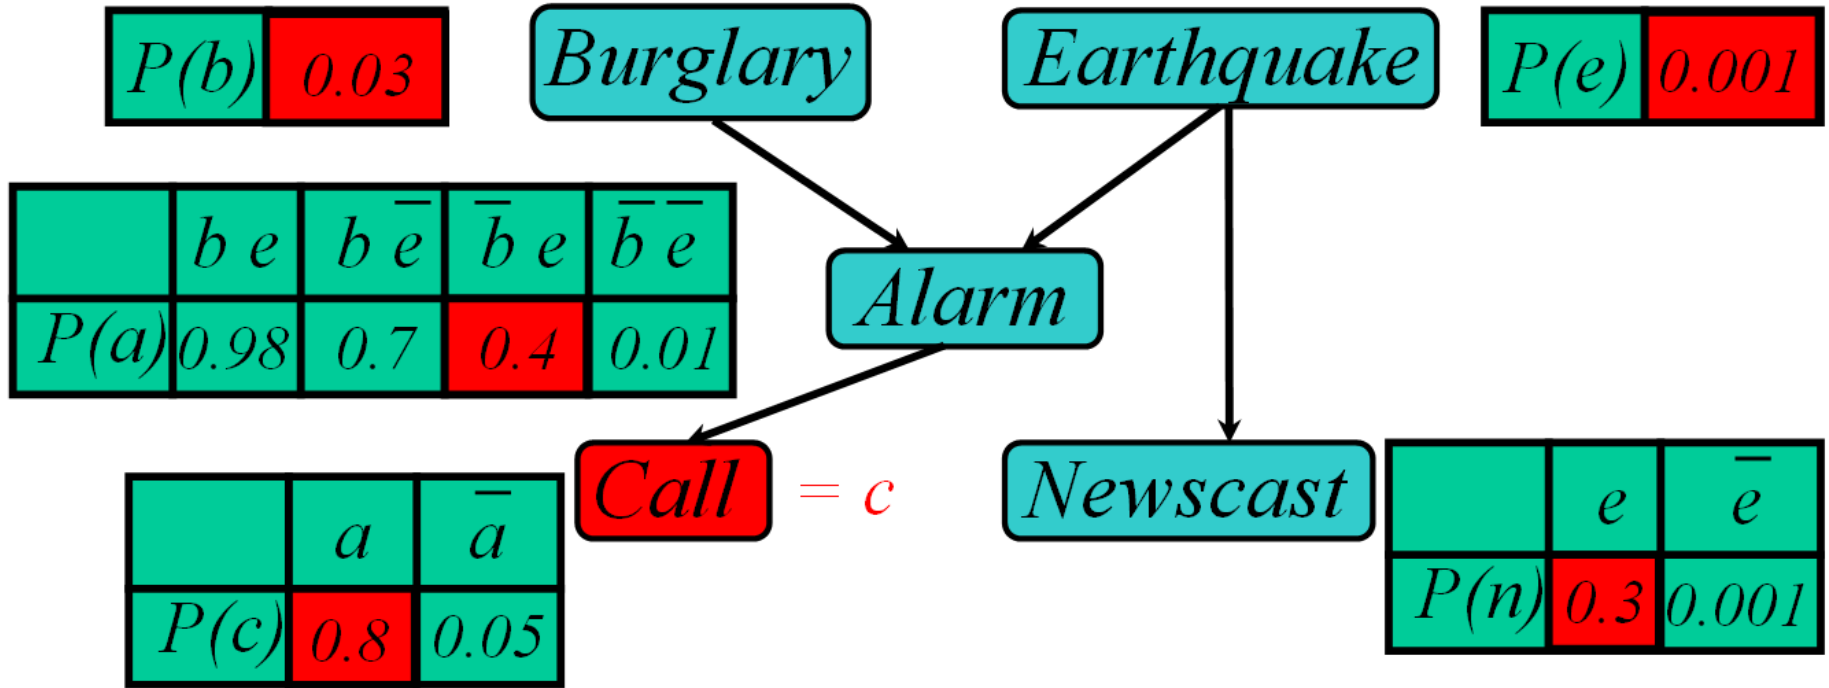 P(b) 0.03
Burglary
Earthquake
P(e) 0.001
b e b e̅ b̅ e b̅ e̅
P(a) 0.98 0.7 0.4 0.01
Alarm
Call = c
Newscast
a a̅
P(c) 0.8 0.05
e e̅
P(n) 0.3 0.001